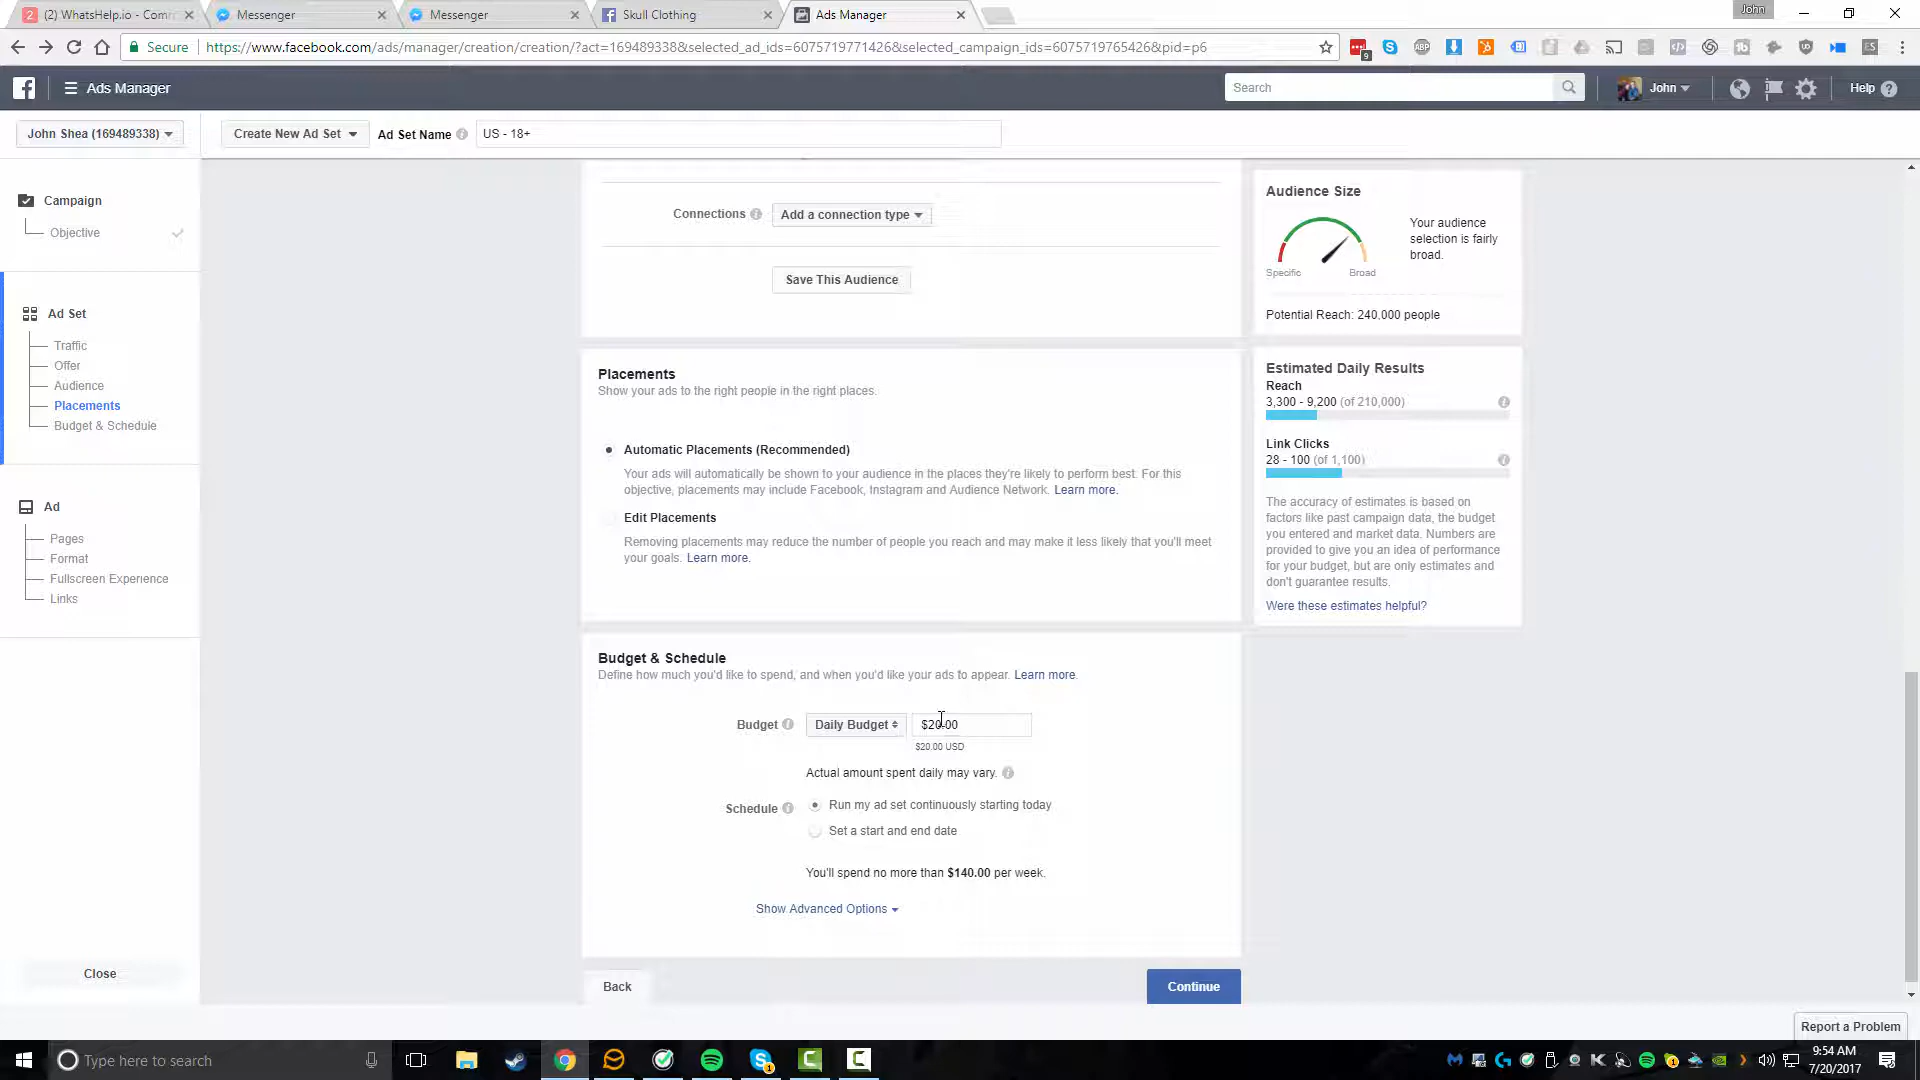 (2) WhatsHelp.io - Comm
Messenger
Messenger
Skull Clothing
Ads Manager
John
Secure
https://www.facebook.com/ads/manager/creation/creation/?act=169489338&selected_ad_ids=6075719771426&selected_campaign_ids=6075719765426&pid=p6
Ads Manager
Search
John
Help
John Shea (169489338)
Create New Ad Set
Ad Set Name
US - 18+
Campaign
Objective
Ad Set
Traffic
Offer
Audience
Placements
Budget & Schedule
Ad
Pages
Format
Fullscreen Experience
Links
Close
Connections
Add a connection type
Save This Audience
Placements
Show your ads to the right people in the right places.
Automatic Placements (Recommended)
Your ads will automatically be shown to your audience in the places they're likely to perform best. For this
objective, placements may include Facebook, Instagram and Audience Network. Learn more.
Edit Placements
Removing placements may reduce the number of people you reach and may make it less likely that you'll meet
your goals. Learn more.
Budget & Schedule
Define how much you'd like to spend, and when you'd like your ads to appear. Learn more.
Budget
Daily Budget
$20.00
$20.00 USD
Actual amount spent daily may vary.
Schedule
Run my ad set continuously starting today
Set a start and end date
You'll spend no more than $140.00 per week.
Show Advanced Options
Back
Continue
Audience Size
Specific
Broad
Your audience
selection is fairly
broad.
Potential Reach: 240,000 people
Estimated Daily Results
Reach
3,300 - 9,200 (of 210,000)
Link Clicks
28 - 100 (of 1,100)
The accuracy of estimates is based on
factors like past campaign data, the budget
you entered and market data. Numbers are
provided to give you an idea of performance
for your budget, but are only estimates and
don't guarantee results.
Were these estimates helpful?
Report a Problem
Type here to search
9:54 AM
7/20/2017